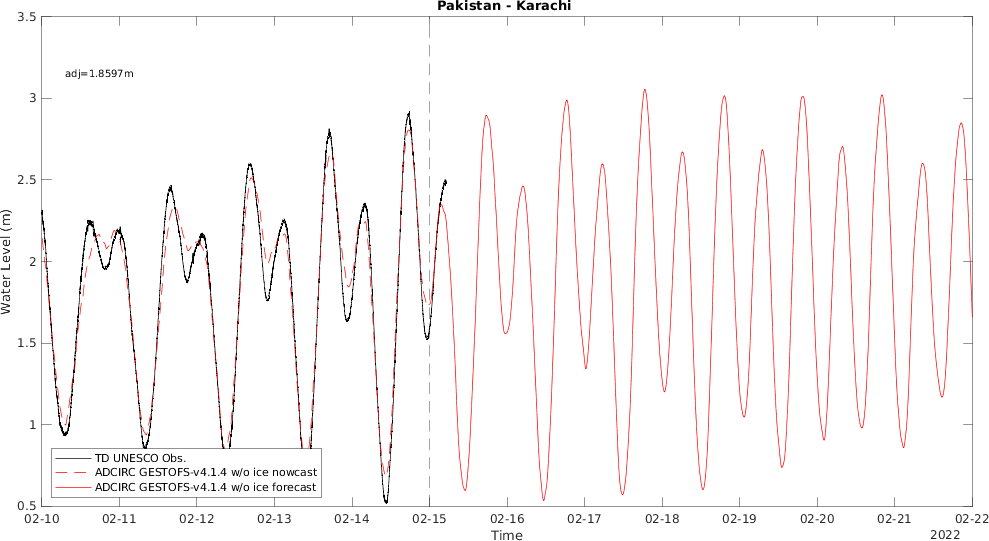 Pakistan - Karachi
3.5
adj=1.8597m
3
2.5
2
1.5
1
0.5
Water Level (m)
TD UNESCO Obs.
ADCIRC GESTOFS-v4.1.4 w/o ice nowcast
ADCIRC GESTOFS-v4.1.4 w/o ice forecast
02-10 02-11 02-12 02-13 02-14 02-15 02-16 02-17 02-18 02-19 02-20 02-21 02-22
Time
2022